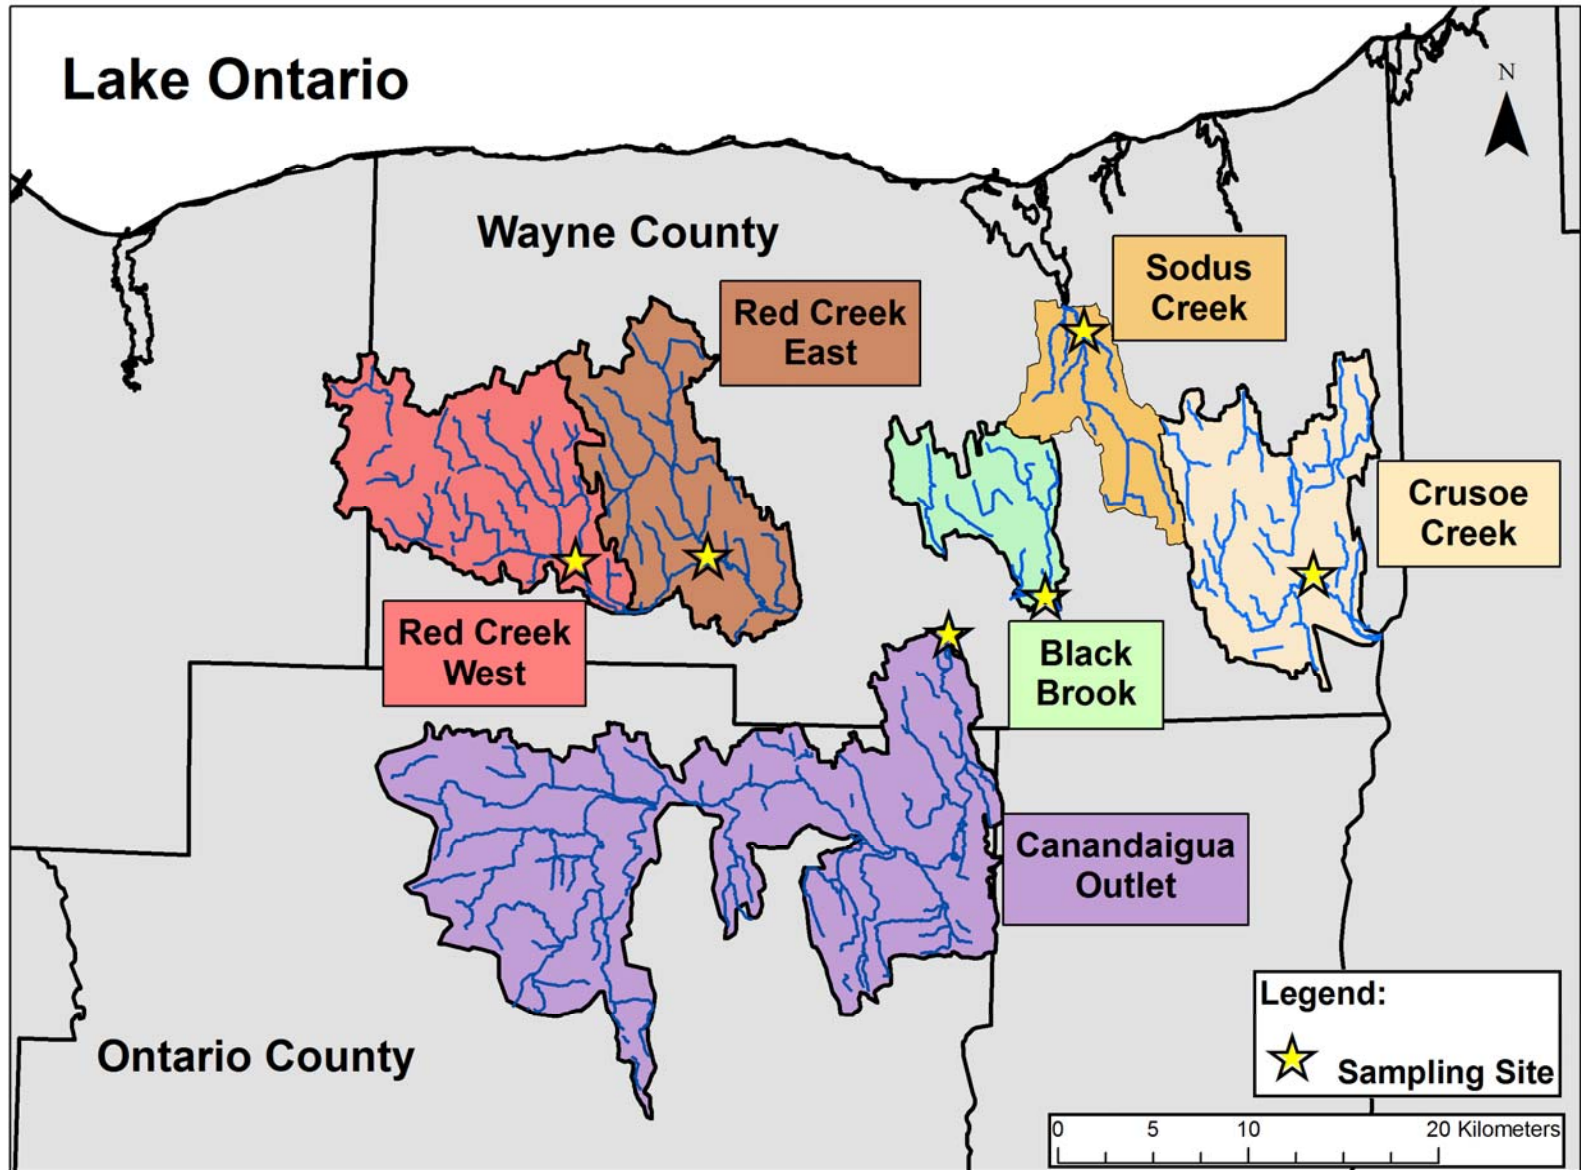 Lake Ontario
N
Wayne County
Sodus
Creek
Red Creek
East
Crusoe
Creek
Red Creek
West
Black
Brook
Canandaigua
Outlet
Ontario County
Legend:
Sampling Site
0 5 10 20 Kilometers